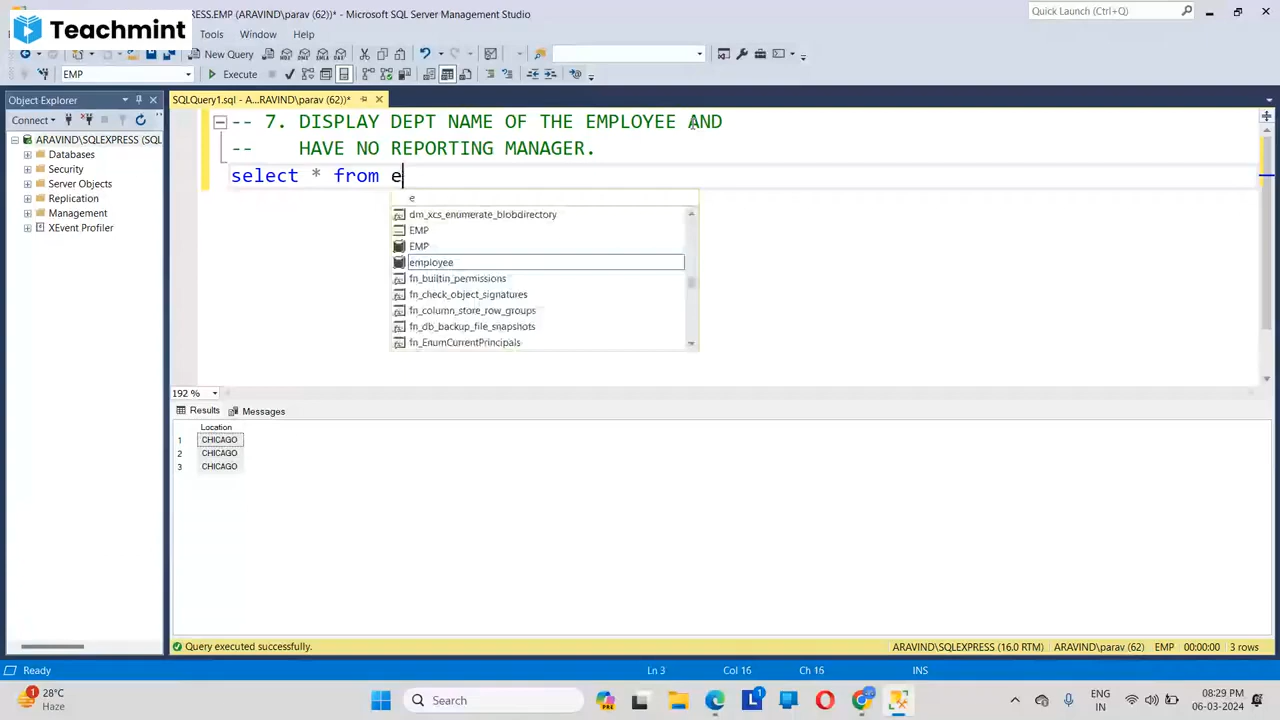 RESS.EMP (ARAVIND\parav (62))* - Microsoft SQL Server Management Studio
Quick Launch (Ctrl+Q)
Teachmint
Tools Window Help
New Query
EMP Execute
Object Explorer
SQLQuery1.sql - A...RAVIND\parav (62))*
Connect
ARAVIND\SQLEXPRESS (SQL
Databases
Security
Server Objects
Replication
Management
XEvent Profiler
-- 7. DISPLAY DEPT NAME OF THE EMPLOYEE AND
-- HAVE NO REPORTING MANAGER.
select * from e
e
dm_xcs_enumerate_blobdirectory
EMP
EMP
employee
fn_builtin_permissions
fn_check_object_signatures
fn_column_store_row_groups
fn_db_backup_file_snapshots
fn_EnumCurrentPrincipals
192 %
Results Messages
Location
1 CHICAGO
2 CHICAGO
3 CHICAGO
Query executed successfully.
ARAVIND\SQLEXPRESS (16.0 RTM) ARAVIND\parav (62) EMP 00:00:00 3 rows
Ready Ln 3 Col 16 Ch 16 INS
1 28°C
Haze
Search
PRE
1
ENG
IN
08:29 PM
06-03-2024